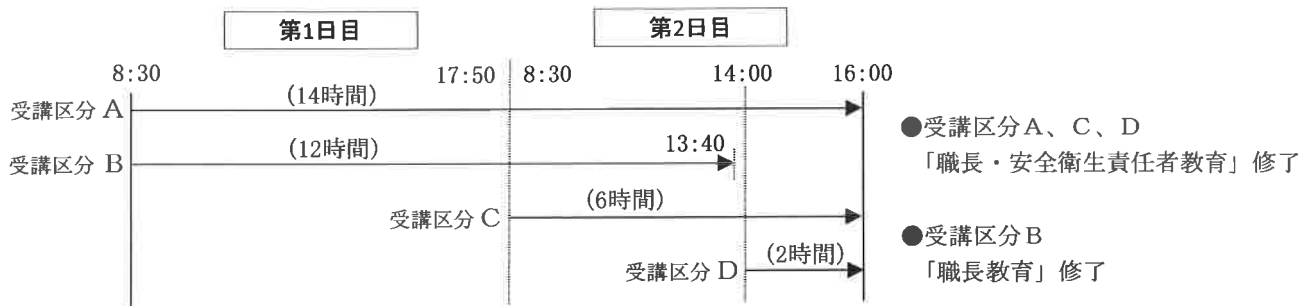 第1日目 第2日目
8:30 17:50 8:30 14:00 16:00
受講区分 A (14時間)
受講区分 B (12時間) 13:40
受講区分 C (6時間)
受講区分 D (2時間)
●受講区分A、C、D
「職長・安全衛生責任者教育」修了
●受講区分B
「職長教育」修了